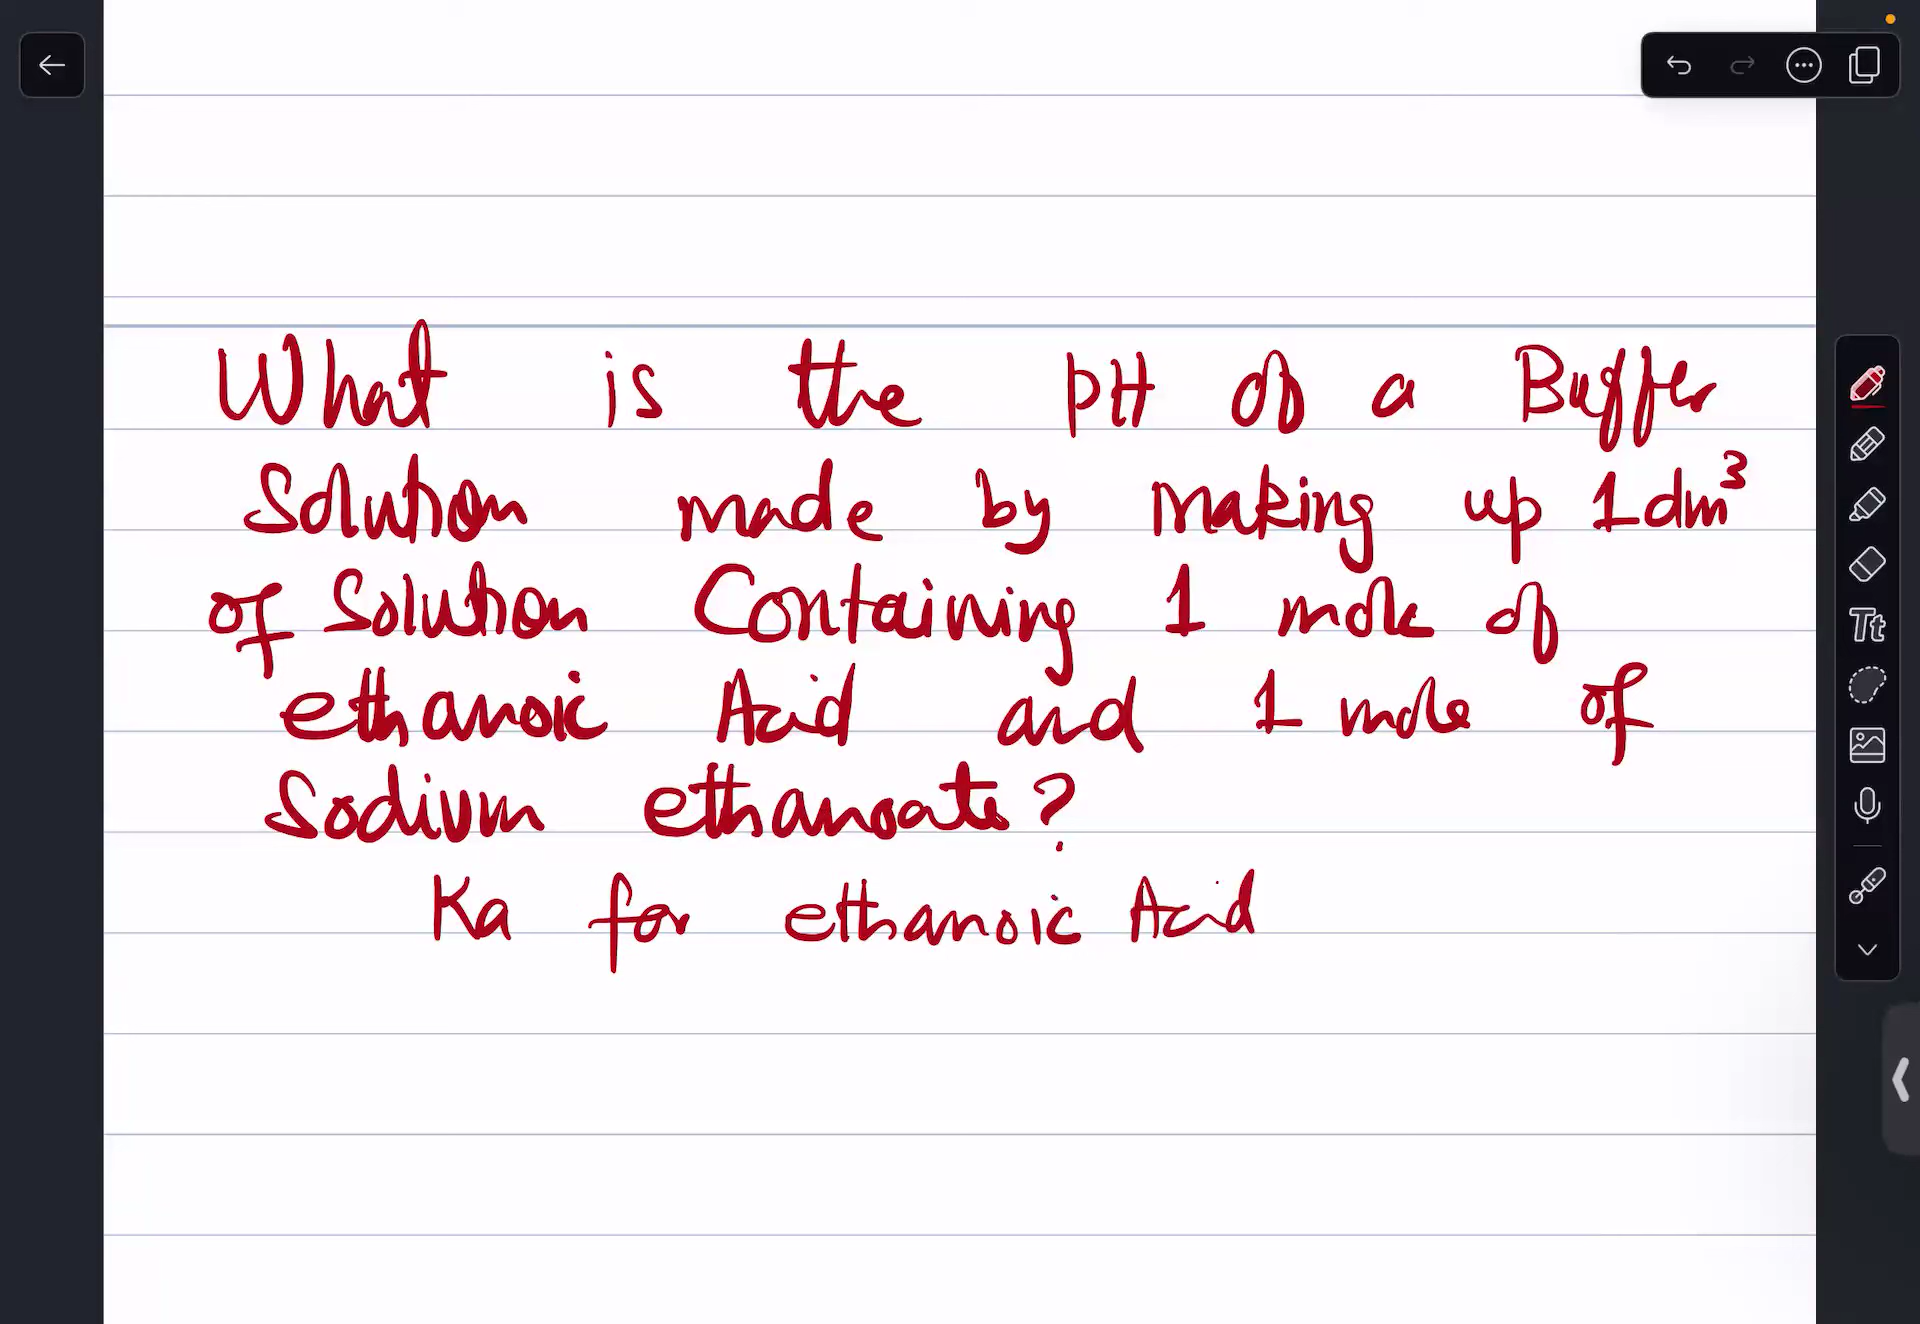 What is the pH of a Buffer
Solution made by making up 1dm³
of Solution Containing 1 mole of
ethanoic Acid and 1 mole of
Sodium ethanoate?
Ka for ethanoic Acid
Tt